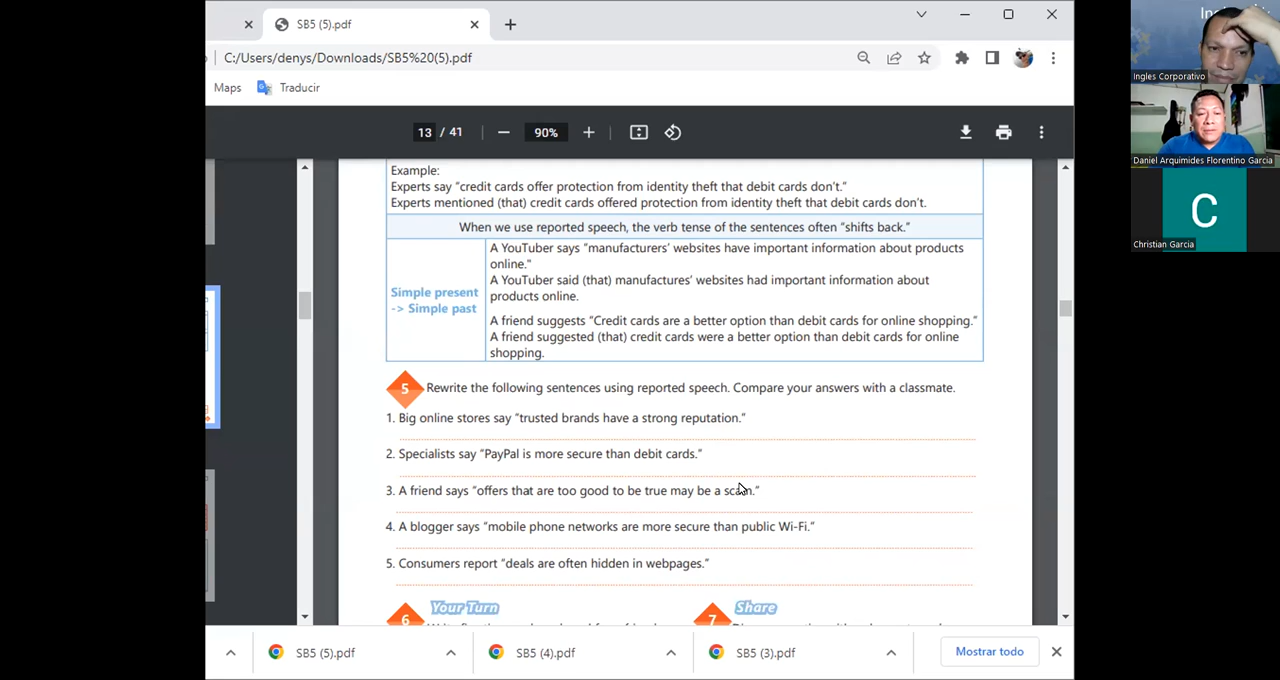 SB5 (5).pdf
C:/Users/denys/Downloads/SB5%20(5).pdf
Maps Traducir
13 / 41 90%
Example:
Experts say "credit cards offer protection from identity theft that debit cards don't."
Experts mentioned (that) credit cards offered protection from identity theft that debit cards don't.
When we use reported speech, the verb tense of the sentences often "shifts back."
Simple present
-> Simple past
A YouTuber says "manufacturers' websites have important information about products
online."
A YouTuber said (that) manufactures' websites had important information about
products online.
A friend suggests "Credit cards are a better option than debit cards for online shopping."
A friend suggested (that) credit cards were a better option than debit cards for online
shopping.
5 Rewrite the following sentences using reported speech. Compare your answers with a classmate.
1. Big online stores say "trusted brands have a strong reputation."
2. Specialists say "PayPal is more secure than debit cards."
3. A friend says "offers that are too good to be true may be a scam."
4. A blogger says "mobile phone networks are more secure than public Wi-Fi."
5. Consumers report "deals are often hidden in webpages."
6 Your Turn
7 Share
SB5 (5).pdf SB5 (4).pdf SB5 (3).pdf Mostrar todo
Ingles Corporativo
Daniel Arquimides Florentino Garcia
C
Christian Garcia